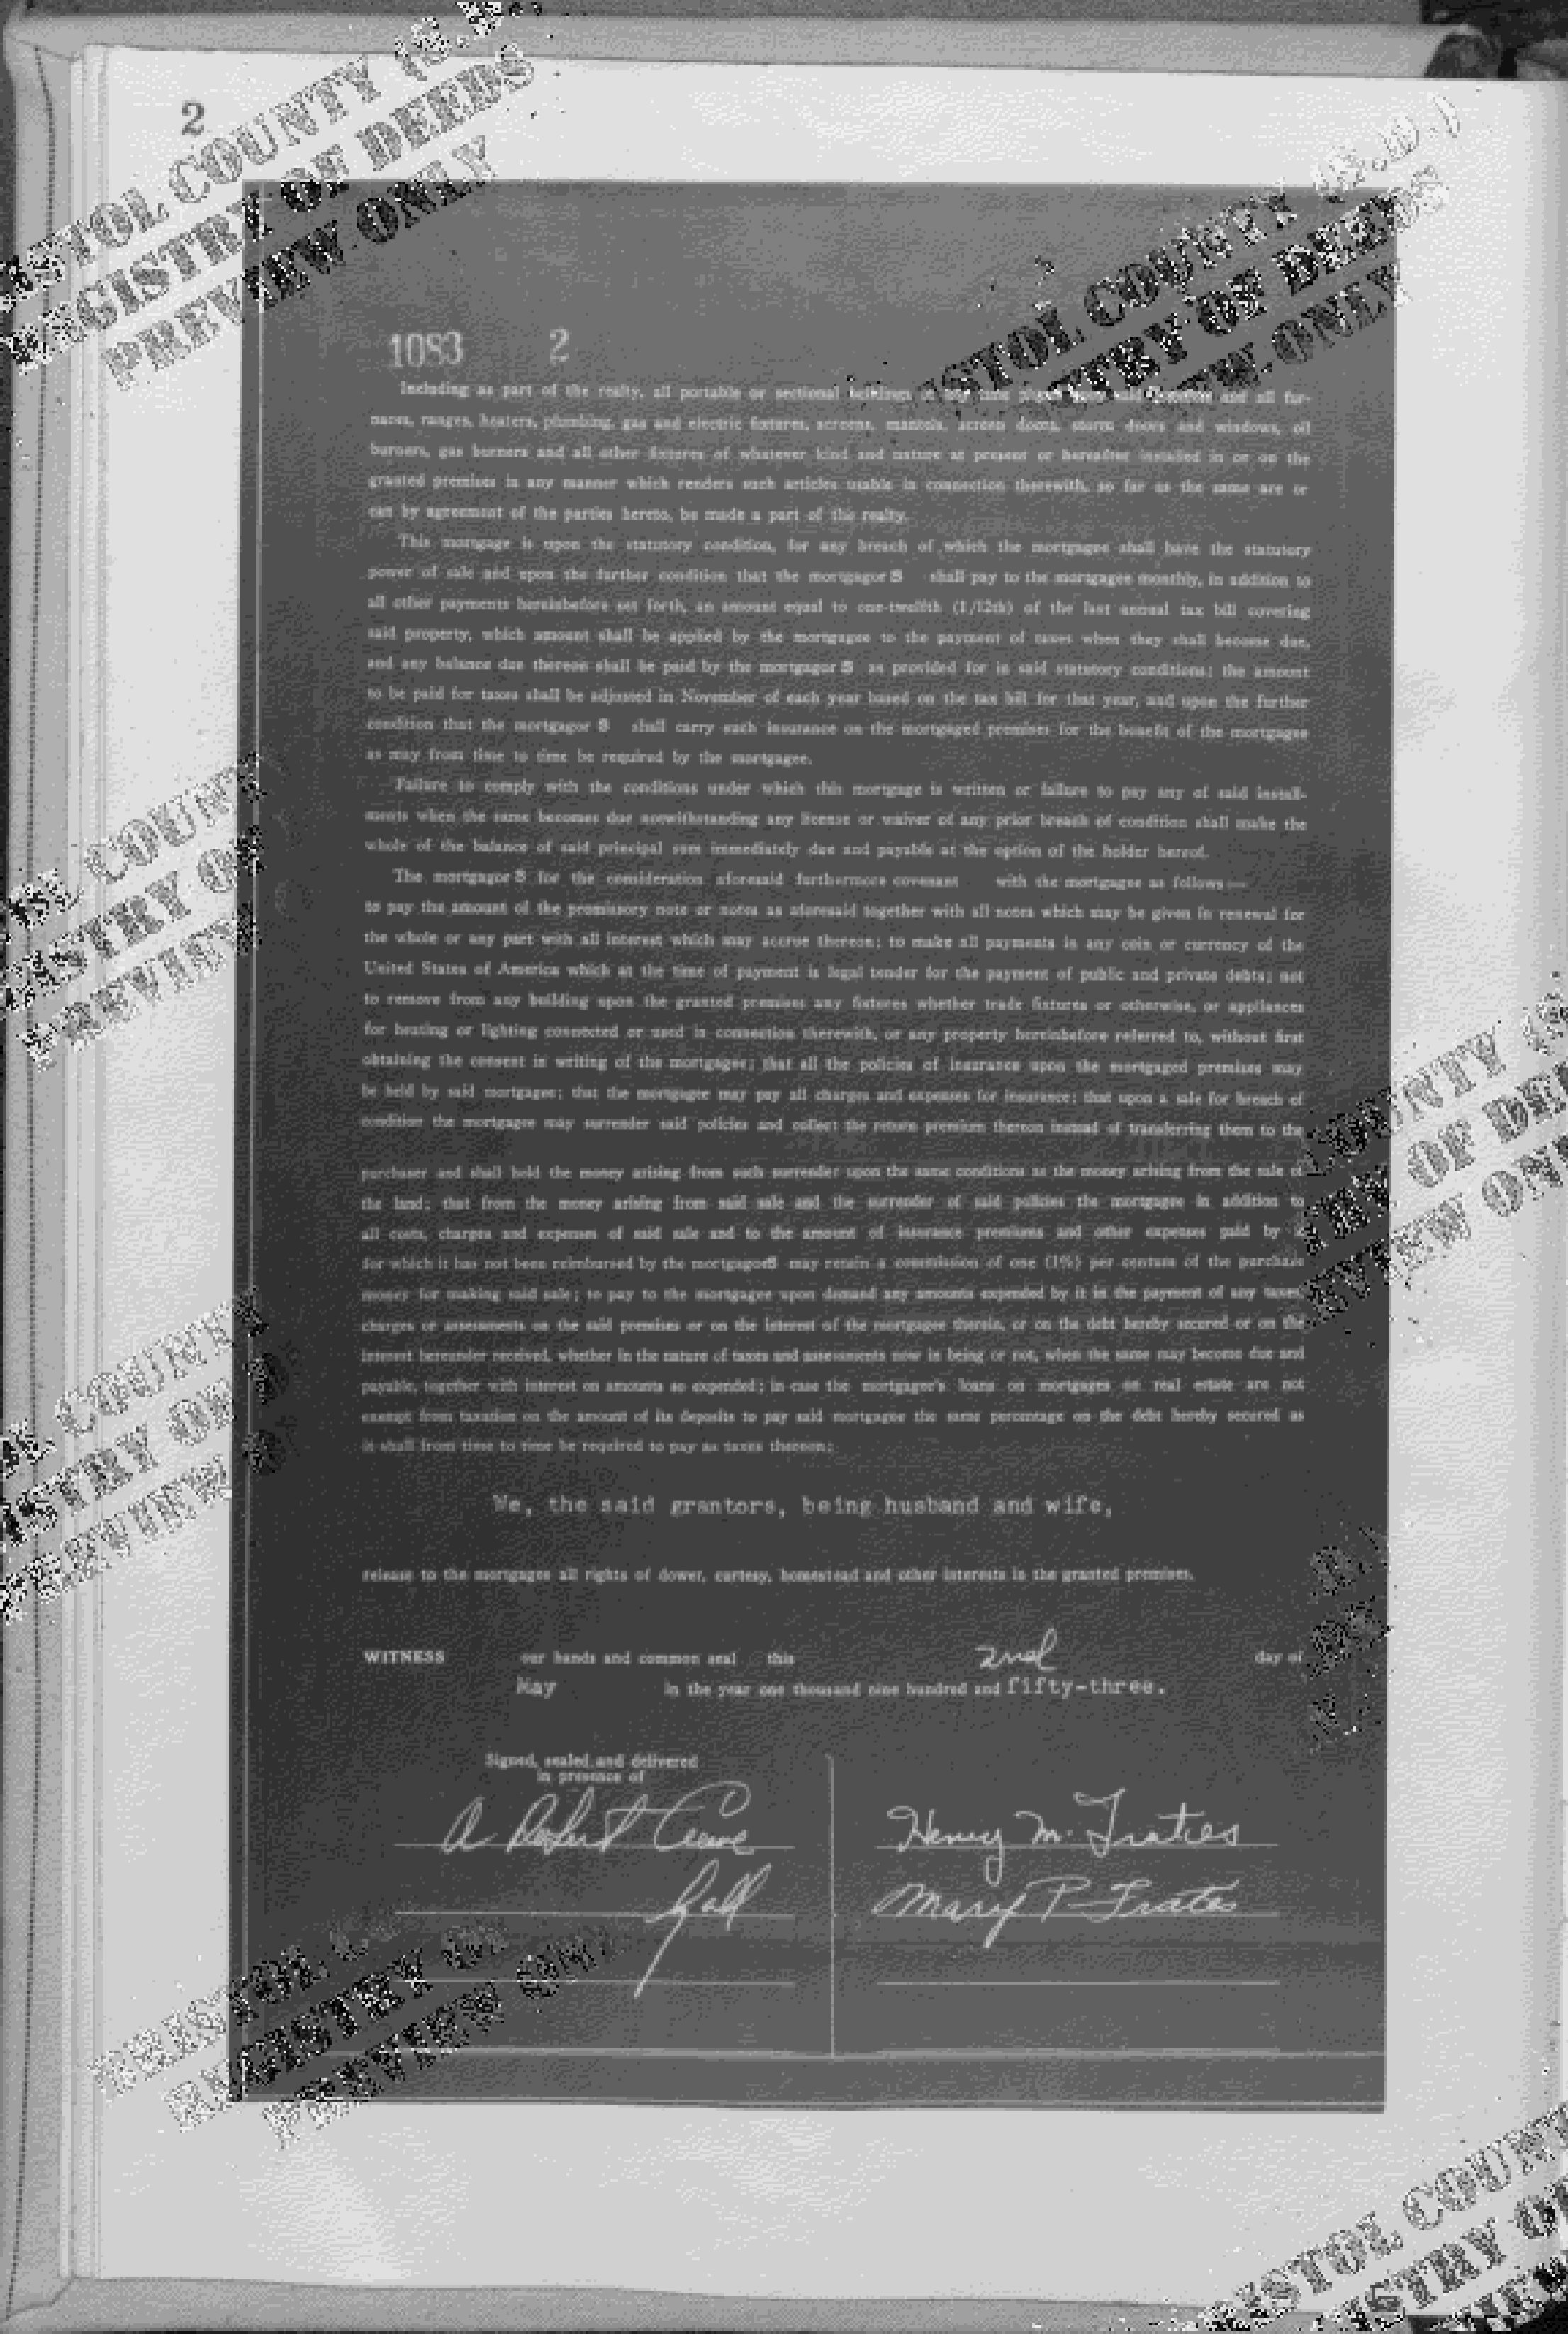 2
1083 2
Including as part of the realty, all portable or sectional buildings at any time placed upon said premises and all fur-
naces, ranges, heaters, plumbing, gas and electric fixtures, screens, mantels, screen doors, storm doors and windows, oil
burners, gas burners and all other fixtures of whatever kind and nature at present or hereafter installed in or on the
granted premises in any manner which renders such articles usable in connection therewith, so far as the same are or
can by agreement of the parties hereto, be made a part of the realty.
This mortgage is upon the statutory condition, for any breach of which the mortgagee shall have the statutory
power of sale and upon the further condition that the mortgagor s shall pay to the mortgagee monthly, in addition to
all other payments hereinbefore set forth, an amount equal to one-twelfth (1/12th) of the last annual tax bill covering
said property, which amount shall be applied by the mortgagee to the payment of taxes when they shall become due,
and any balance due thereon shall be paid by the mortgagor s as provided for in said statutory conditions; the amount
to be paid for taxes shall be adjusted in November of each year based on the tax bill for that year, and upon the further
condition that the mortgagor s shall carry such insurance on the mortgaged premises for the benefit of the mortgagee
as may from time to time be required by the mortgagee.
Failure to comply with the conditions under which this mortgage is written or failure to pay any of said install-
ments when the same becomes due notwithstanding any license or waiver of any prior breach of condition shall make the
whole of the balance of said principal sum immediately due and payable at the option of the holder hereof.
The mortgagor s for the consideration aforesaid furthermore covenant with the mortgagee as follows:—
to pay the amount of the promissory note or notes as aforesaid together with all notes which may be given in renewal for
the whole or any part with all interest which may accrue thereon; to make all payments in any coin or currency of the
United States of America which at the time of payment is legal tender for the payment of public and private debts; not
to remove from any building upon the granted premises any fixtures whether trade fixtures or otherwise, or appliances
for heating or lighting connected or used in connection therewith, or any property hereinbefore referred to, without first
obtaining the consent in writing of the mortgagee; that all the policies of insurance upon the mortgaged premises may
be held by said mortgagee; that the mortgagee may pay all charges and expenses for insurance; that upon a sale for breach of
condition the mortgagee may surrender said policies and collect the return premium thereon instead of transferring them to the
purchaser and shall hold the money arising from such surrender upon the same conditions as the money arising from the sale of
the land; that from the money arising from said sale and the surrender of said policies the mortgagee in addition to
all costs, charges and expenses of said sale and to the amount of insurance premiums and other expenses paid by it
for which it has not been reimbursed by the mortgagors may retain a commission of one (1%) per centum of the purchase
money for making said sale; to pay to the mortgagee upon demand any amounts expended by it in the payment of any taxes,
charges or assessments on the said premises or on the interest of the mortgagee therein, or on the debt hereby secured or on the
interest hereunder received, whether in the nature of taxes and assessments now in being or not, when the same may become due and
payable, together with interest on amounts so expended; in case the mortgagee's loans on mortgages on real estate are not
exempt from taxation on the amount of its deposits to pay said mortgagee the same percentage on the debt hereby secured as
it shall from time to time be required to pay as taxes thereon;
We, the said grantors, being husband and wife,
release to the mortgagee all rights of dower, curtesy, homestead and other interests in the granted premises.
WITNESS our hands and common seal this 2nd day of
May in the year one thousand nine hundred and fifty-three.
Signed, sealed and delivered
in presence of
A Robert
Henry M. Frates
Mary P Frates
BRISTOL COUNTY (S.D.)
REGISTRY OF DEEDS
PREVIEW ONLY